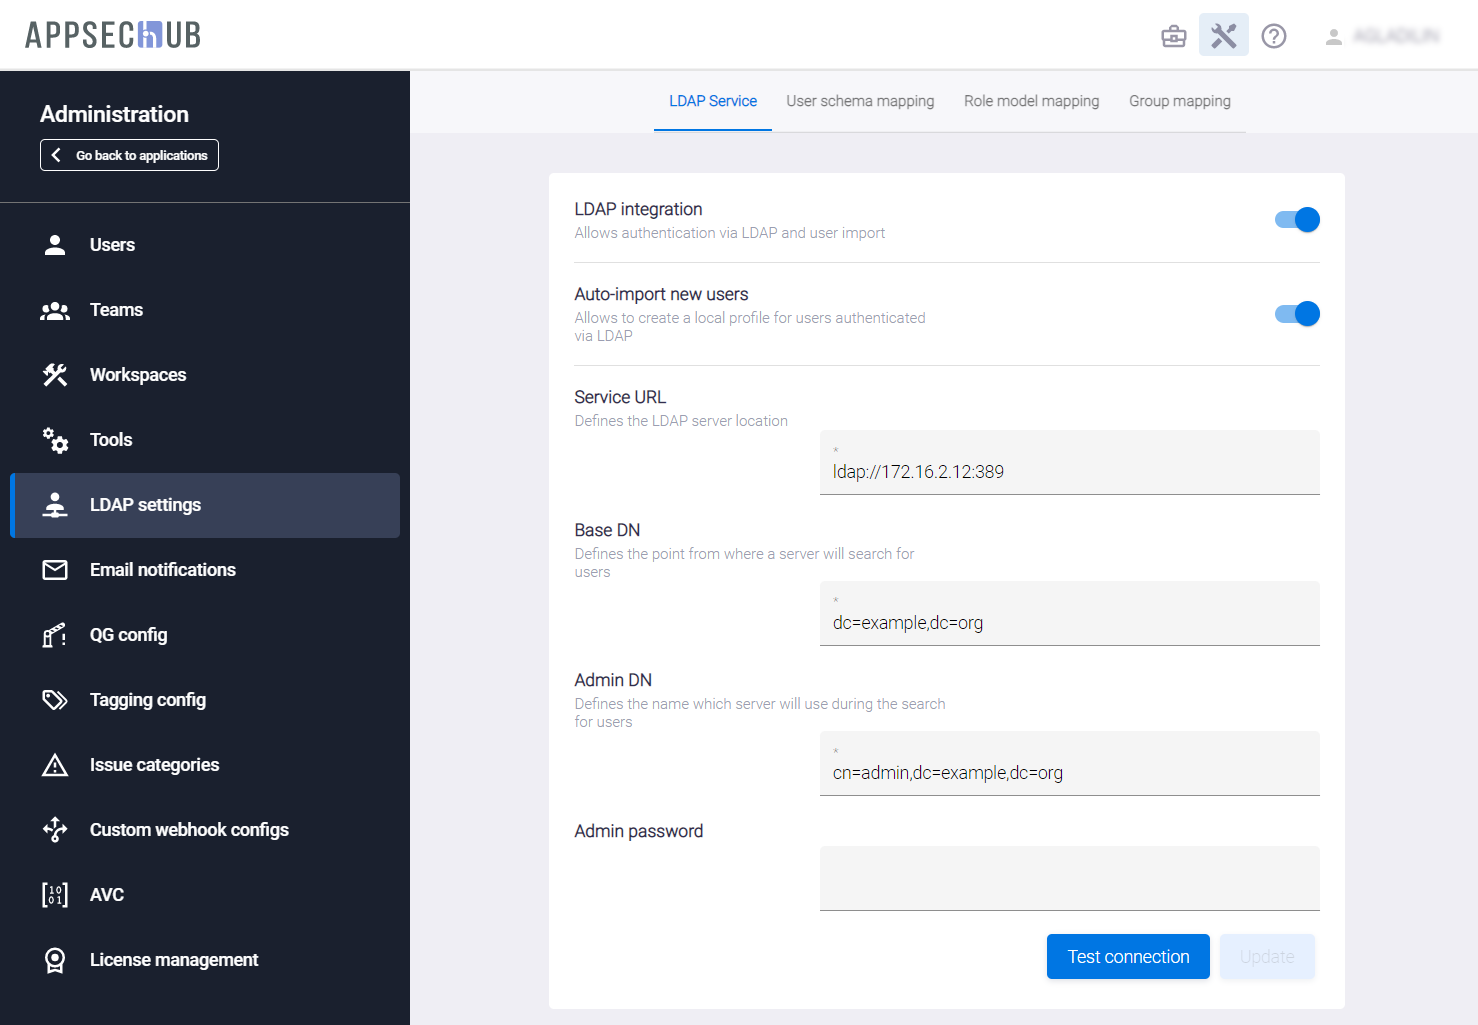 APPSECHUB
Administration
Go back to applications
Users
Teams
Workspaces
Tools
LDAP settings
Email notifications
QG config
Tagging config
Issue categories
Custom webhook configs
AVC
License management
LDAP Service
User schema mapping
Role model mapping
Group mapping
LDAP integration
Allows authentication via LDAP and user import
Auto-import new users
Allows to create a local profile for users authenticated
via LDAP
Service URL
Defines the LDAP server location
*
ldap://172.16.2.12:389
Base DN
Defines the point from where a server will search for
users
*
dc=example,dc=org
Admin DN
Defines the name which server will use during the search
for users
*
cn=admin,dc=example,dc=org
Admin password
Test connection
Update